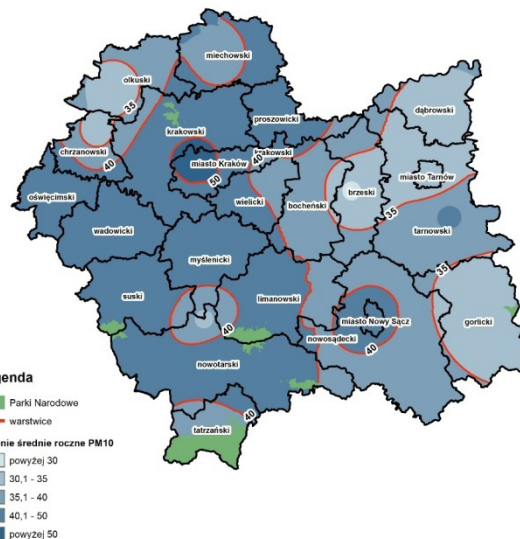 miechowski
olkuski
35
dąbrowski
proszowicki
krakowski
40
chrzanowski
40
miasto Kraków
50
brzeski
miasto Tarnów
oświęcimski
wielicki
bocheński
35
tarnowski
wadowicki
myślenicki
35
suski
limanowski
miasto Nowy Sącz
gorlicki
40
nowosądecki
40
nowotarski
40
tatrzański
genda
Parki Narodowe
warstwice
nie średnie roczne PM10
powyżej 30
30,1 - 35
35,1 - 40
40,1 - 50
powyżej 50